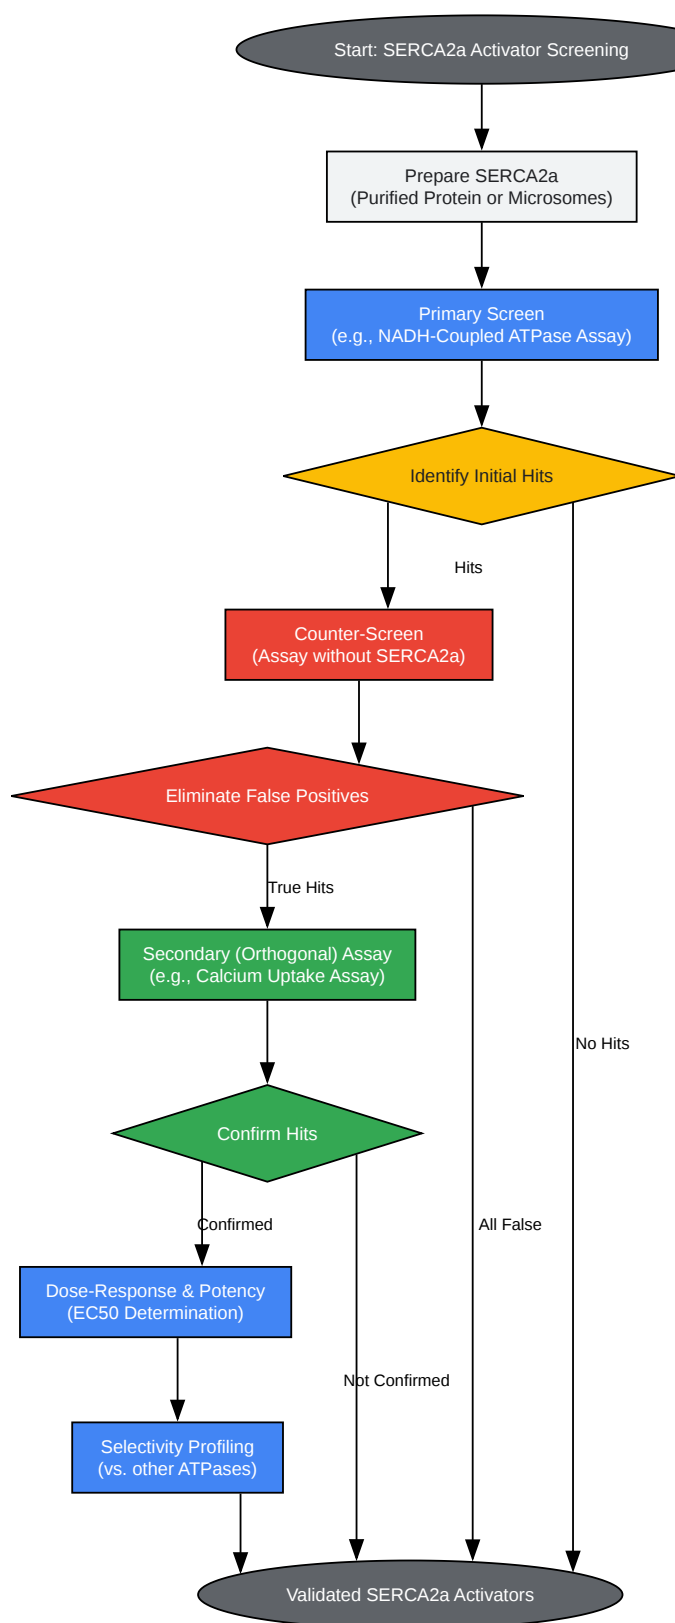 Start: SERCA2a Activator Screening
Prepare SERCA2a
(Purified Protein or Microsomes)
Primary Screen
(e.g., NADH-Coupled ATPase Assay)
Identify Initial Hits
Hits
Counter-Screen
(Assay without SERCA2a)
Eliminate False Positives
True Hits
Secondary (Orthogonal) Assay
(e.g., Calcium Uptake Assay)
No Hits
Confirm Hits
Confirmed
All False
Dose-Response & Potency
(EC50 Determination)
Not Confirmed
Selectivity Profiling
(vs. other ATPases)
Validated SERCA2a Activators